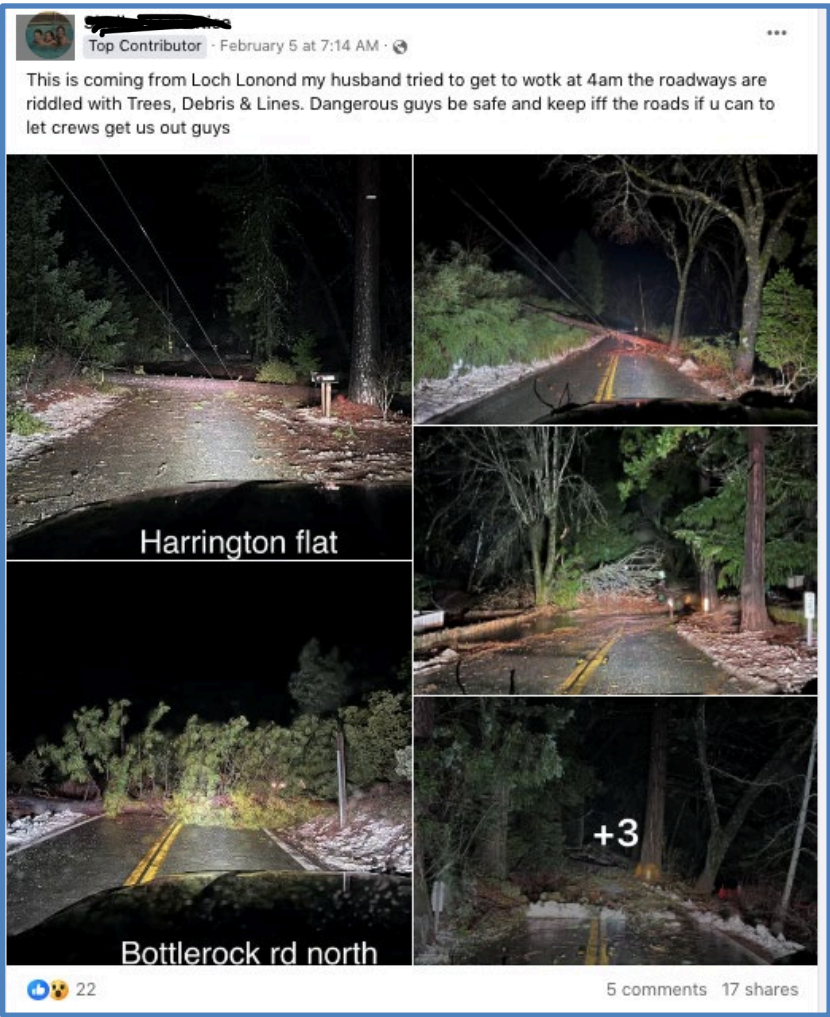 Top Contributor · February 5 at 7:14 AM ·
This is coming from Loch Lonond my husband tried to get to wotk at 4am the roadways are
riddled with Trees, Debris & Lines. Dangerous guys be safe and keep iff the roads if u can to
let crews get us out guys
Harrington flat
Bottlerock rd north
+3
22
5 comments 17 shares